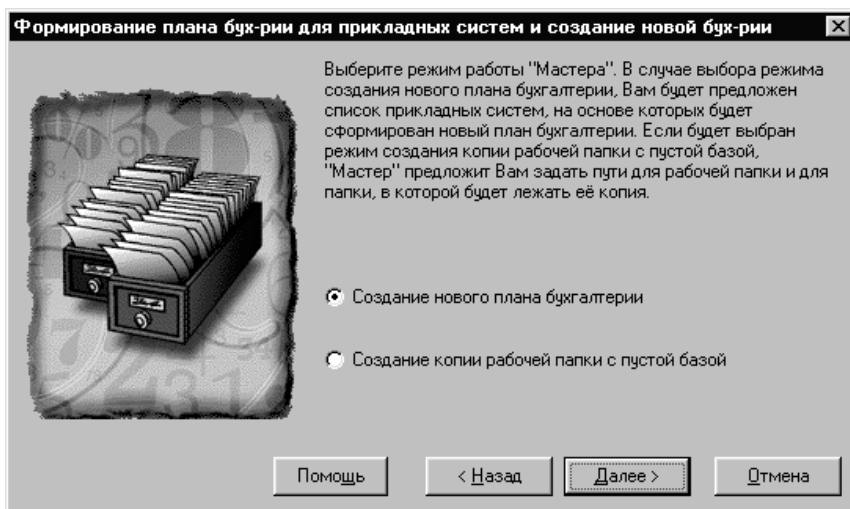 Формирование плана бух-рии для прикладных систем и создание новой бух-рии
Выберите режим работы "Мастера". В случае выбора режима
создания нового плана бухгалтерии, Вам будет предложен
список прикладных систем, на основе которых будет
сформирован новый план бухгалтерии. Если будет выбран
режим создания копии рабочей папки с пустой базой,
"Мастер" предложит Вам задать пути для рабочей папки и для
папки, в которой будет лежать её копия.
Создание нового плана бухгалтерии
Создание копии рабочей папки с пустой базой
Помощь
< Назад
Далее >
Отмена